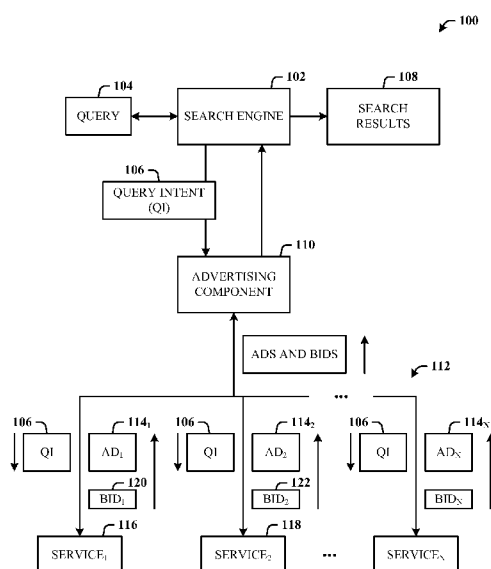 100
102
108
104
QUERY
SEARCH ENGINE
SEARCH
RESULTS
106
QUERY INTENT
(QI)
110
ADVERTISING
COMPONENT
ADS AND BIDS
112
...
106
QI
114₁
AD₁
106
QI
114₂
AD₂
106
QI
114N
ADN
120
BID₁
122
BID₂
BIDN
116
SERVICE₁
118
SERVICE₂
...
SERVICEN